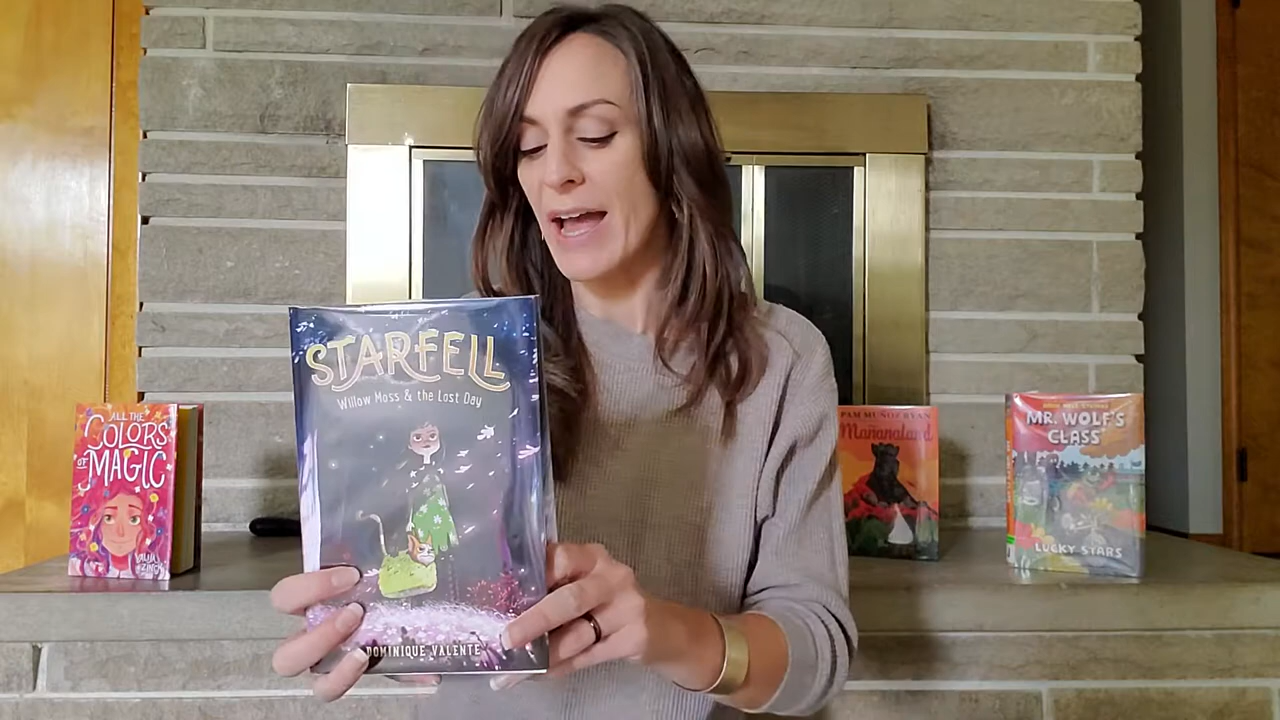 STARFELL
Willow Moss & the Lost Day
DOMINIQUE VALENTE
ALL THE
COLORS
OF
MAGIC
PAM MUÑOZ RYAN
Mañanaland
MR. WOLF'S
CLASS
LUCKY STARS